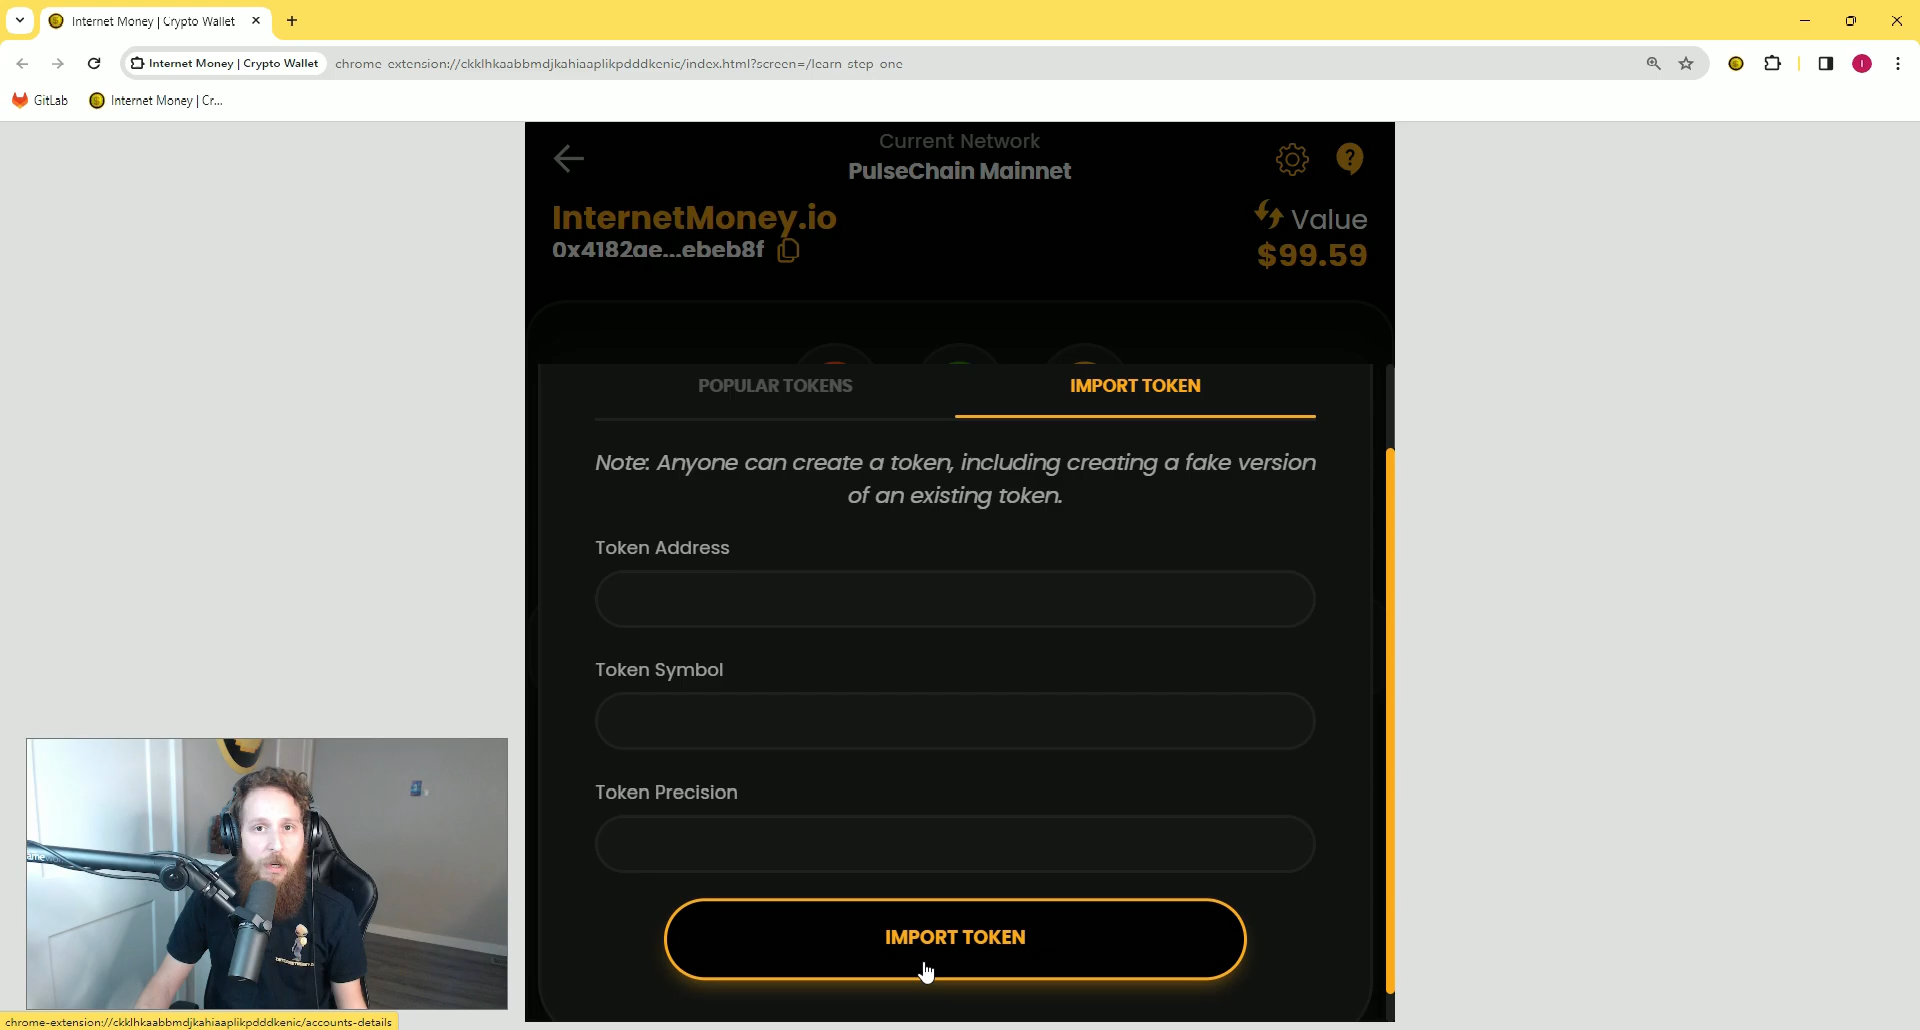 Internet Money | Crypto Wallet
Internet Money | Crypto Wallet
chrome extension://ckklhkaabbmdjkahiaaplikpdddkenic/index.html?screen=/learn step one
I
GitLab
Internet Money | Cr...
Current Network
PulseChain Mainnet
?
InternetMoney.io
Value
0x4182ae...ebeb8f
$99.59
POPULAR TOKENS
IMPORT TOKEN
Note: Anyone can create a token, including creating a fake version
of an existing token.
Token Address
Token Symbol
Token Precision
IMPORT TOKEN
chrome-extension://ckklhkaabbmdjkahiaaplikpdddkenic/accounts-details